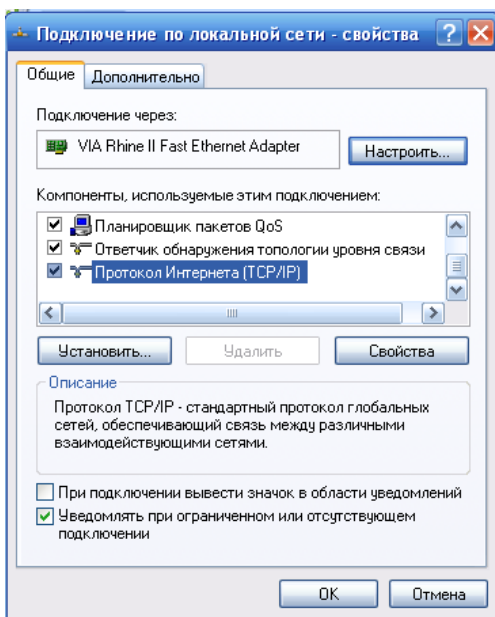 Подключение по локальной сети - свойства
Общие
Дополнительно
Подключение через:
VIA Rhine II Fast Ethernet Adapter
Настроить...
Компоненты, используемые этим подключением:
Планировщик пакетов QoS
Ответчик обнаружения топологии уровня связи
Протокол Интернета (TCP/IP)
Установить...
Удалить
Свойства
Описание
Протокол TCP/IP - стандартный протокол глобальных
сетей, обеспечивающий связь между различными
взаимодействующими сетями.
При подключении вывести значок в области уведомлений
Уведомлять при ограниченном или отсутствующем
подключении
OK
Отмена